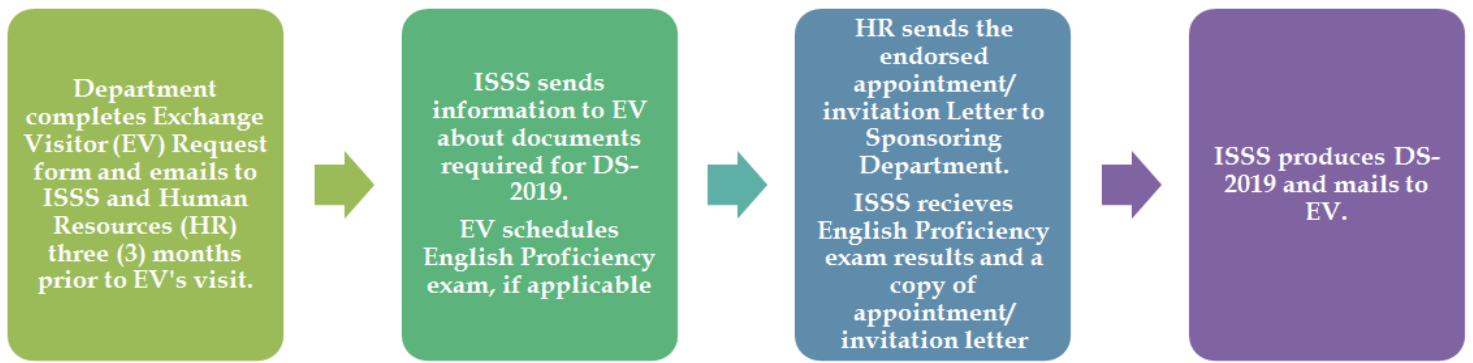 Department
completes Exchange
Visitor (EV) Request
form and emails to
ISSS and Human
Resources (HR)
three (3) months
prior to EV's visit.
ISSS sends
information to EV
about documents
required for DS-
2019.
EV schedules
English Proficiency
exam, if applicable
HR sends the
endorsed
appointment/
invitation Letter to
Sponsoring
Department.
ISSS recieves
English Proficiency
exam results and a
copy of
appointment/
invitation letter
ISSS produces DS-
2019 and mails to
EV.